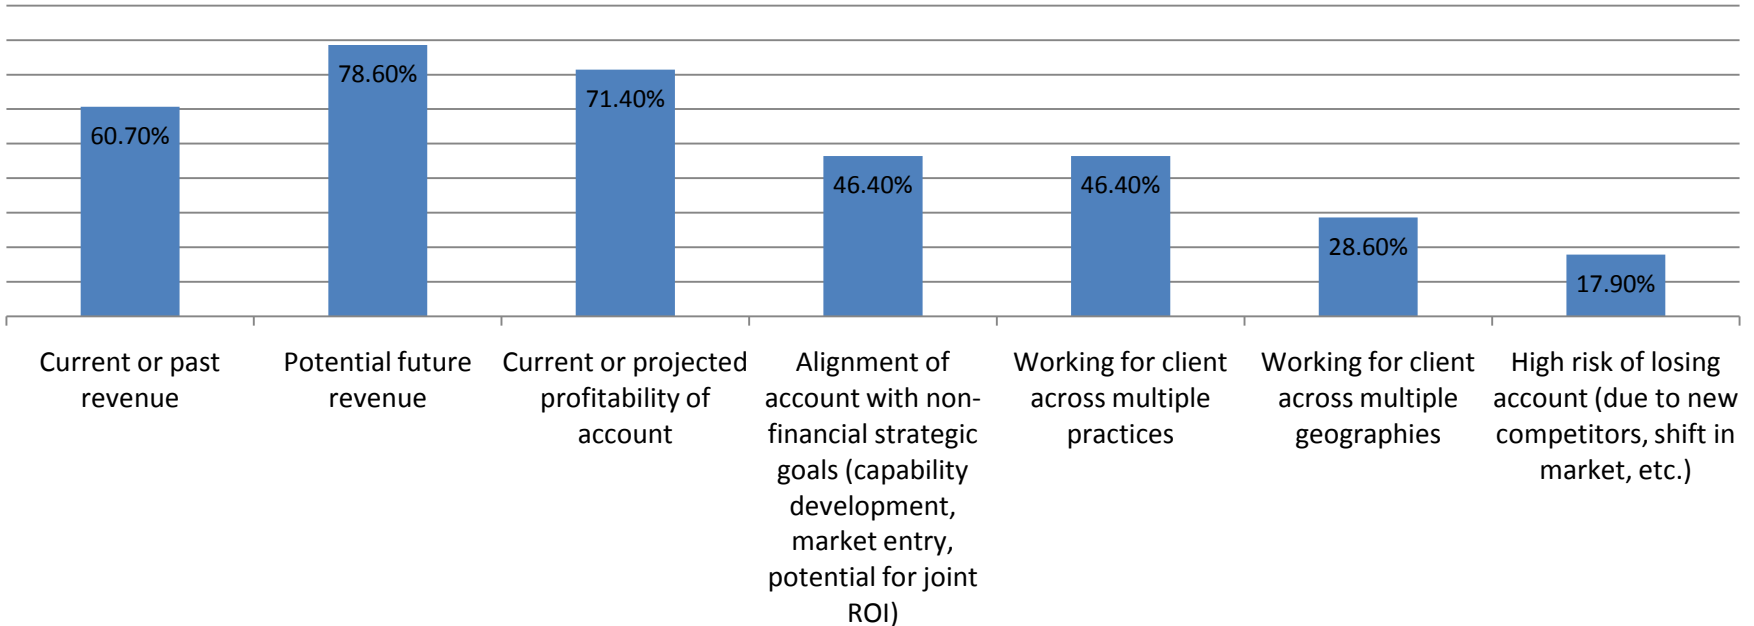 78.60%
71.40%
60.70%
46.40%
46.40%
28.60%
17.90%
Current or past
revenue
Potential future
revenue
Current or projected
profitability of
account
Alignment of
account with non-
financial strategic
goals (capability
development,
market entry,
potential for joint
ROI)
Working for client
across multiple
practices
Working for client
across multiple
geographies
High risk of losing
account (due to new
competitors, shift in
market, etc.)